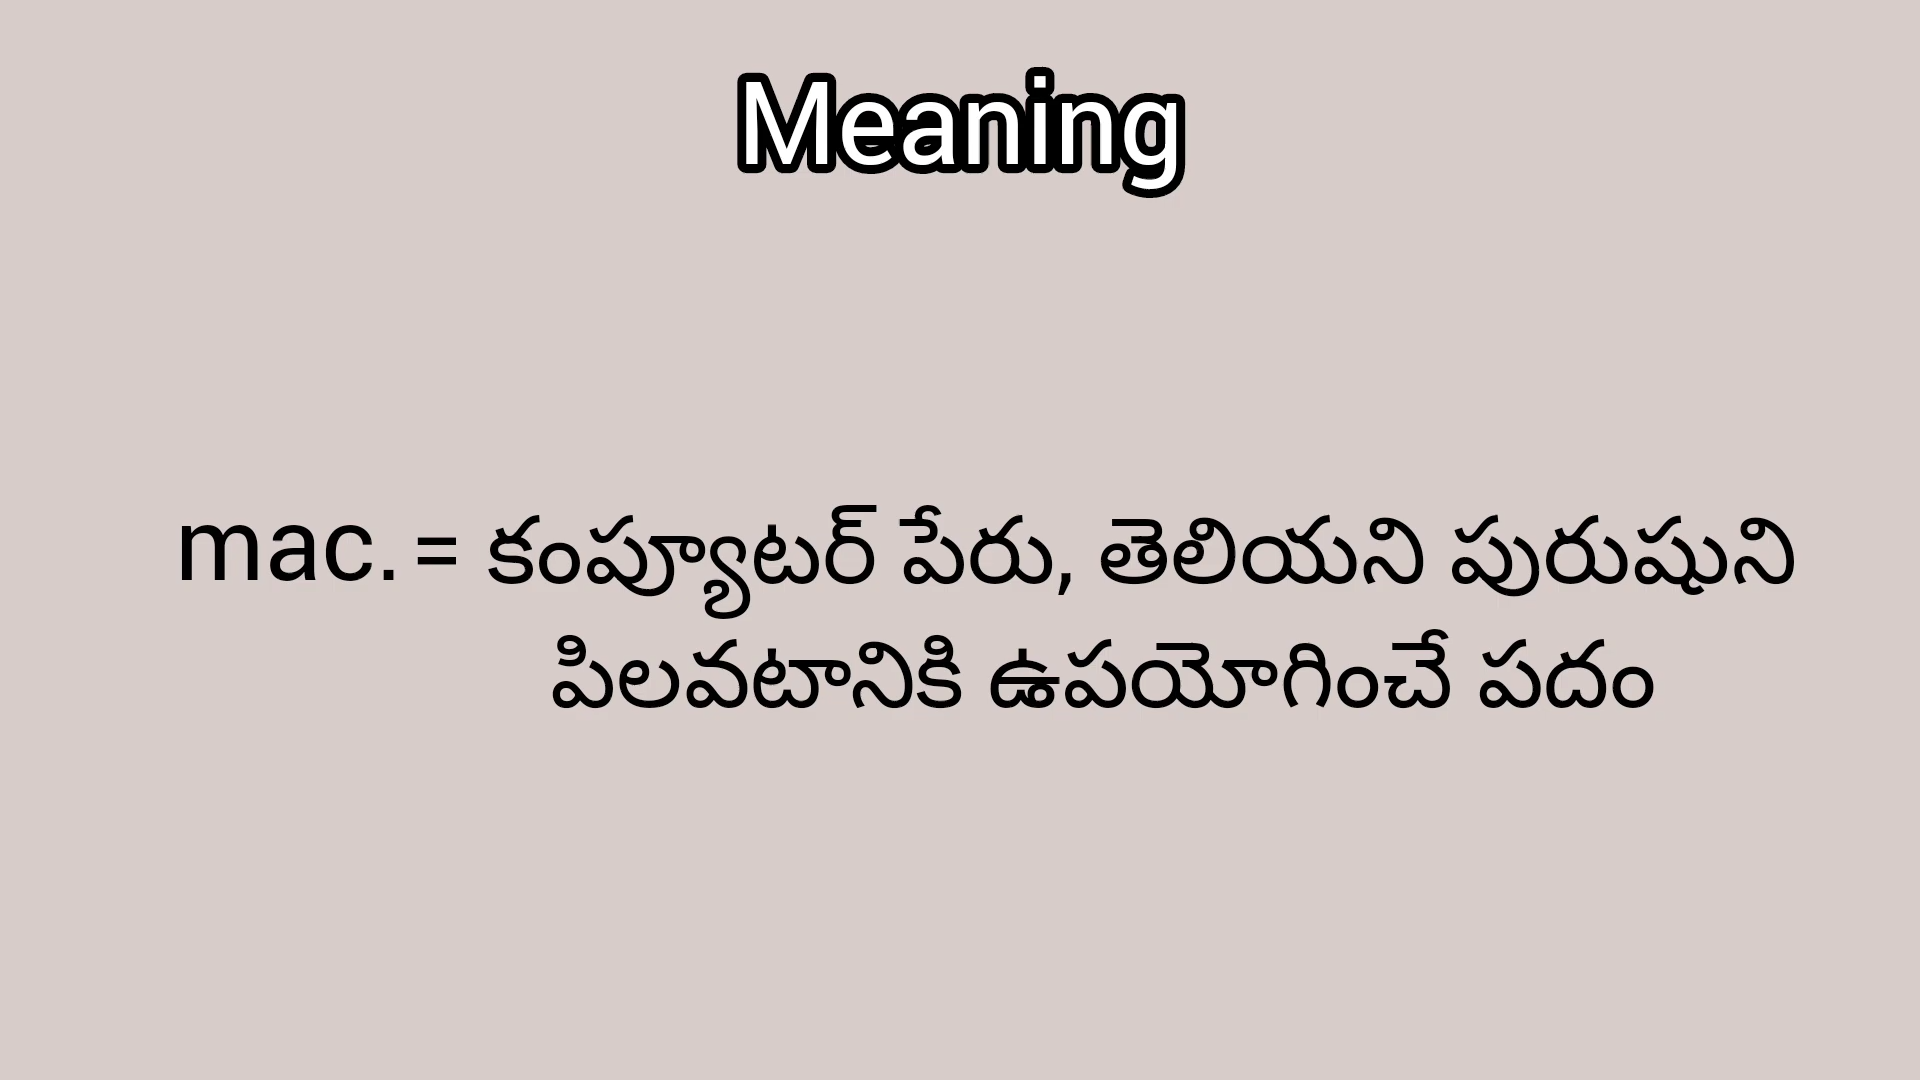 Meaning
mac. = కంప్యూటర్ పేరు, తెలియని పురుషుని
పిలవటానికి ఉపయోగించే పదం